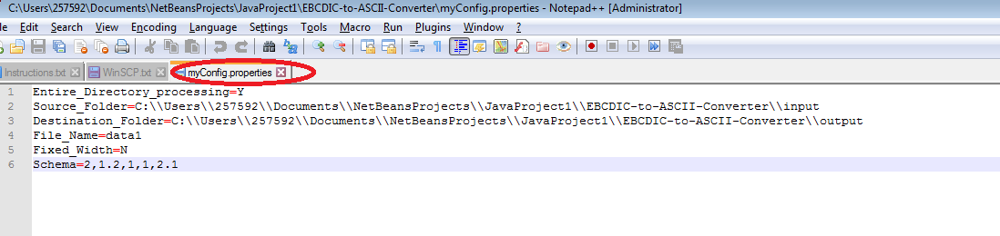 C:\Users\257592\Documents\NetBeansProjects\JavaProject1\EBCDIC-to-ASCII-Converter\myConfig.properties - Notepad++ [Administrator]
le Edit Search View Encoding Language Settings Tools Macro Run Plugins Window ?
Instructions.txt WinSCP.txt myConfig.properties
1 Entire_Directory_processing=Y
2 Source_Folder=C:\\Users\\257592\\Documents\\NetBeansProjects\\JavaProject1\\EBCDIC-to-ASCII-Converter\\input
3 Destination_Folder=C:\\Users\\257592\\Documents\\NetBeansProjects\\JavaProject1\\EBCDIC-to-ASCII-Converter\\output
4 File_Name=data1
5 Fixed_Width=N
6 Schema=2,1.2,1,1,2.1